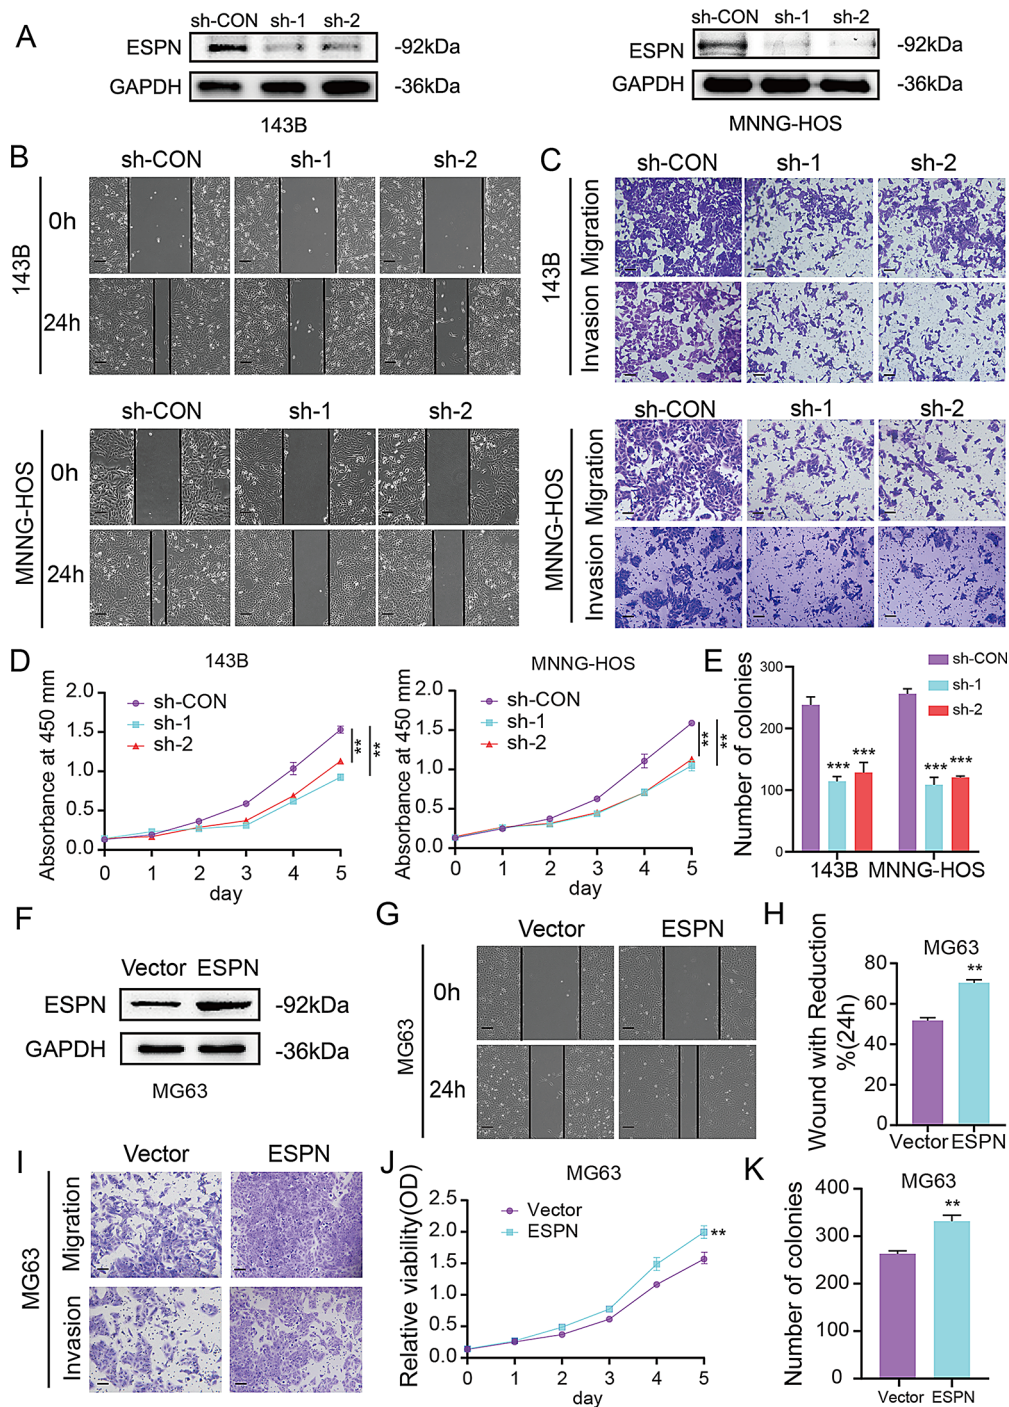 A
sh-CON sh-1 sh-2
ESPN -92kDa
GAPDH -36kDa
143B
sh-CON sh-1 sh-2
ESPN -92kDa
GAPDH -36kDa
MNNG-HOS
B
sh-CON sh-1 sh-2
143B
0h
24h
sh-CON sh-1 sh-2
MNNG-HOS
0h
24h
C
sh-CON sh-1 sh-2
143B
Invasion Migration
sh-CON sh-1 sh-2
MNNG-HOS
Invasion Migration
D
143B
Absorbance at 450 mm
2.0
1.5
1.0
0.5
0.0
sh-CON
sh-1
sh-2
**
**
0 1 2 3 4 5
day
MNNG-HOS
Absorbance at 450 mm
2.0
1.5
1.0
0.5
0.0
sh-CON
sh-1
sh-2
**
**
0 1 2 3 4 5
day
E
sh-CON
sh-1
sh-2
Number of colonies
300
200
100
0
*** ***
*** ***
143B MNNG-HOS
F
Vector ESPN
ESPN -92kDa
GAPDH -36kDa
MG63
G
Vector ESPN
MG63
0h
24h
H
MG63
Wound with Reduction
%(24h)
80
60
40
20
0
**
Vector ESPN
I
Vector ESPN
MG63
Migration
Invasion
J
MG63
Relative viability(OD)
2.5
2.0
1.5
1.0
0.5
0.0
Vector
ESPN
**
0 1 2 3 4 5
day
K
MG63
Number of colonies
400
300
200
100
0
**
Vector ESPN